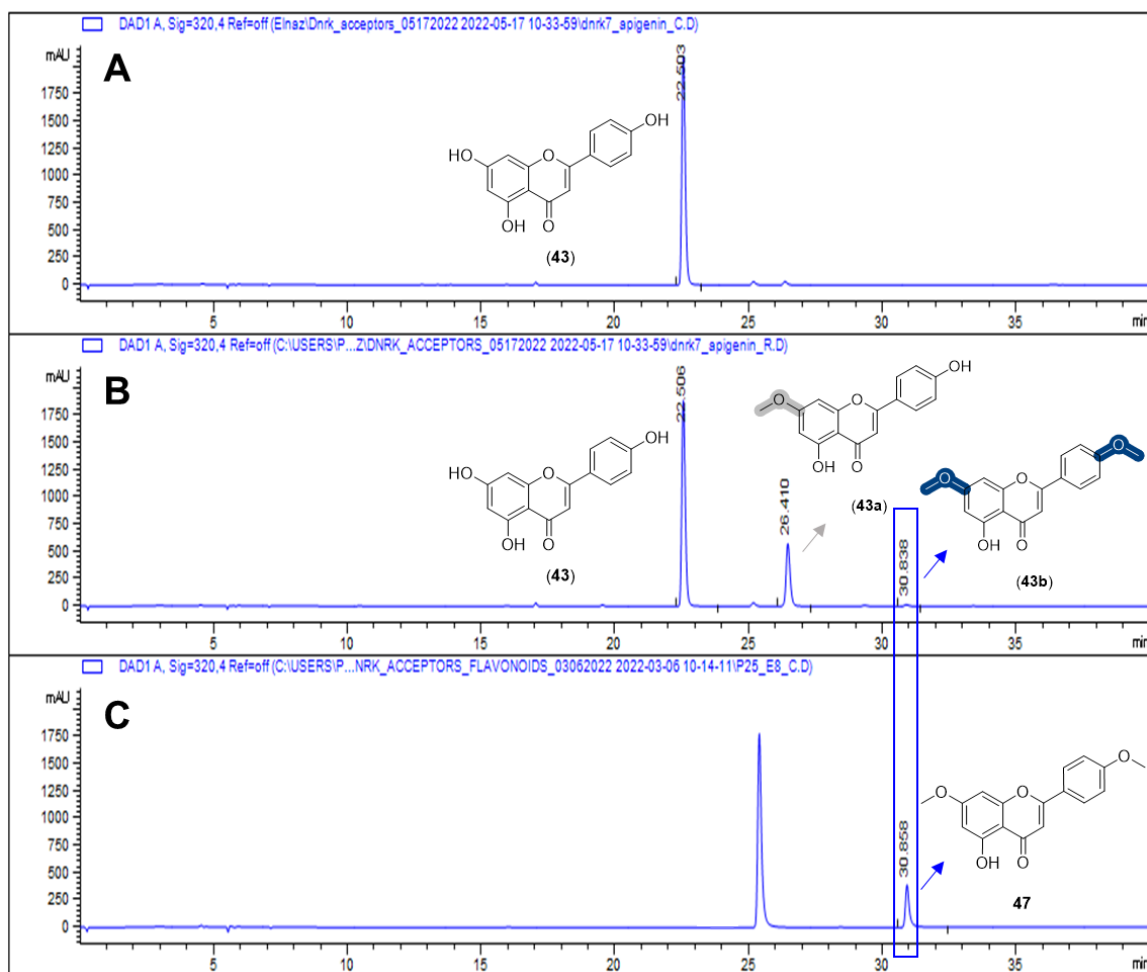 DAD1 A, Sig=320,4 Ref=off (Elnaz\Dnrk_acceptors_05172022 2022-05-17 10-33-59\dnrk7_apigenin_C.D)
mAU
A
22.503
1750
1500
1250
1000
750
500
250
0
OH
HO
O
OH
O
(43)
5
10
15
20
25
30
35
min
DAD1 A, Sig=320,4 Ref=off (C:\USERS\P...Z\DNRK_ACCEPTORS_05172022 2022-05-17 10-33-59\dnrk7_apigenin_R.D)
mAU
B
22.506
1750
1500
1250
1000
750
500
250
0
OH
HO
O
OH
O
(43)
26.410
OH
O
O
OH
O
(43a)
30.838
O
O
O
OH
O
(43b)
5
10
15
20
25
30
35
min
DAD1 A, Sig=320,4 Ref=off (C:\USERS\P...NRK_ACCEPTORS_FLAVONOIDS_03062022 2022-03-06 10-14-11\P25_E8_C.D)
mAU
C
1750
1500
1250
1000
750
500
250
0
30.858
O
O
O
OH
O
47
5
10
15
20
25
30
35
min